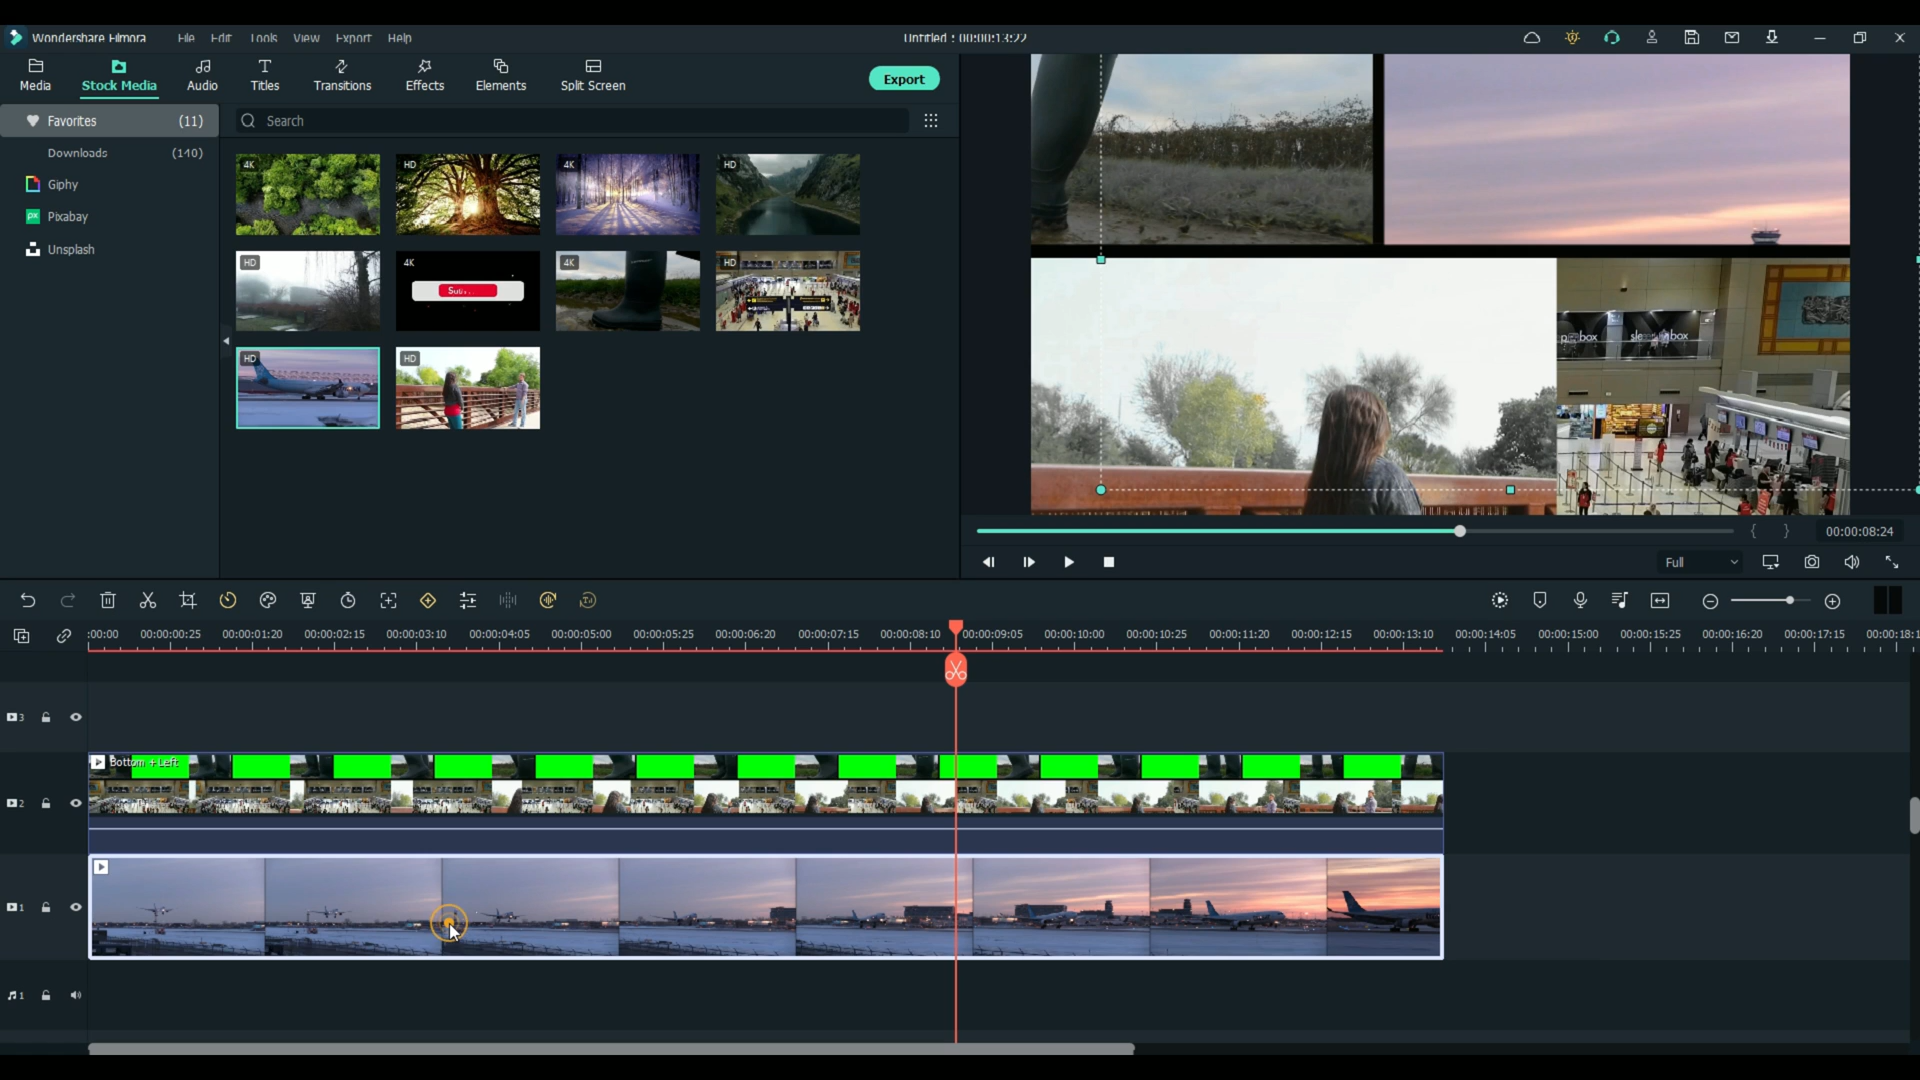 Wondershare Filmora File Edit Tools View Export Help Untitled : 00:00:13:22
Media Stock Media Audio Titles Transitions Effects Elements Split Screen Export
Favorites (11)
Downloads (140)
Giphy
Pixabay
Unsplash
Search
4K HD 4K HD
HD 4K 4K HD
HD HD
box
box
00:00:08:24
Full
:00:00 00:00:00:25 00:00:01:20 00:00:02:15 00:00:03:10 00:00:04:05 00:00:05:00 00:00:05:25 00:00:06:20 00:00:07:15 00:00:08:10 00:00:09:05 00:00:10:00 00:00:10:25 00:00:11:20 00:00:12:15 00:00:13:10 00:00:14:05 00:00:15:00 00:00:15:25 00:00:16:20 00:00:17:15 00:00:18:1
3
Bottom + Left
2
1
1